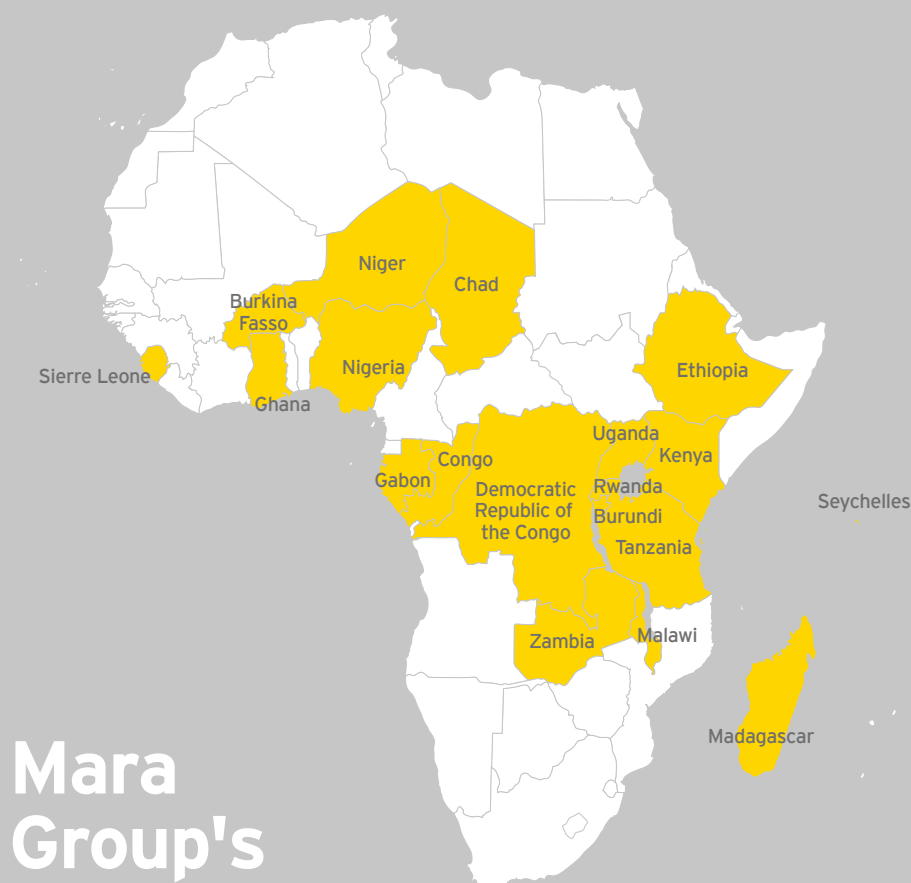 Niger
Chad
Burkina
Fasso
Nigeria
Ethiopia
Sierre Leone
Ghana
Uganda
Kenya
Congo
Gabon
Rwanda
Democratic
Republic of
the Congo
Seychelles
Burundi
Tanzania
Zambia
Malawi
Madagascar
Mara
Group's